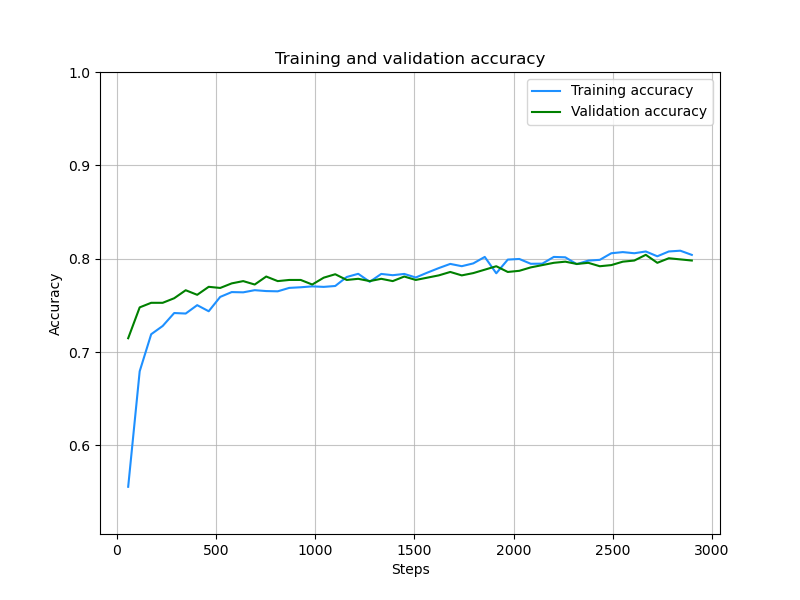 Training and validation accuracy
1.0
0.9
0.8
0.7
0.6
Accuracy
Training accuracy
Validation accuracy
0 500 1000 1500 2000 2500 3000
Steps